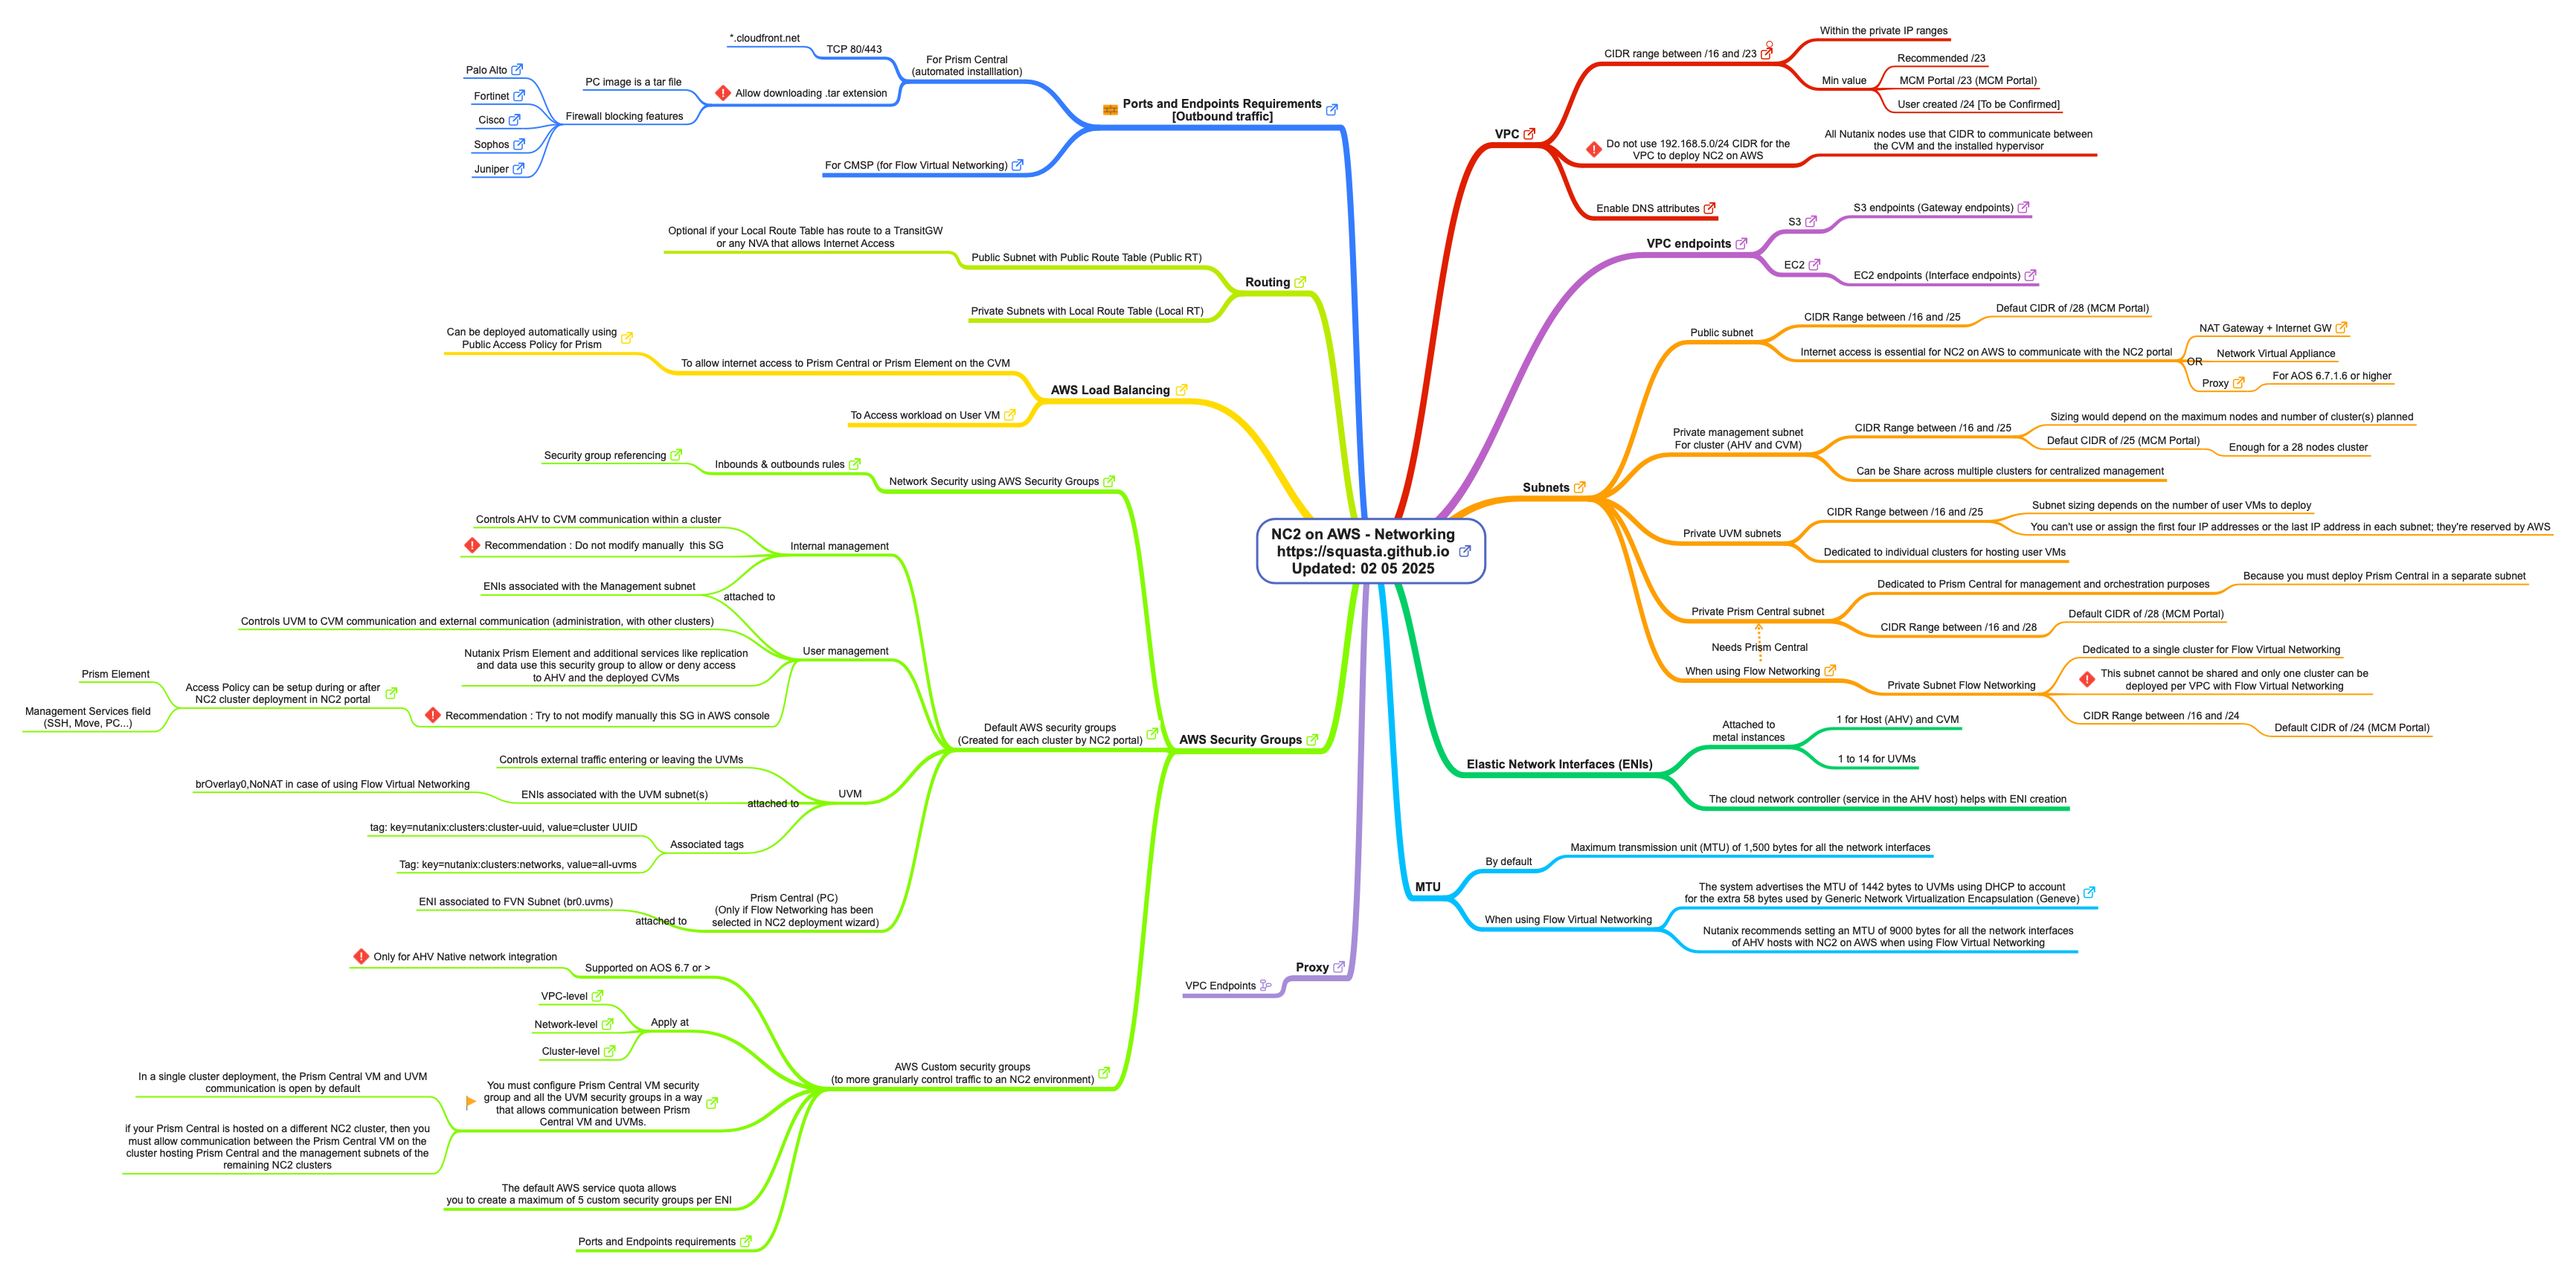 NC2 on AWS - Networking
https://squasta.github.io
Updated: 02 05 2025
VPC
CIDR range between /16 and /23
Within the private IP ranges
Min value
Recommended /23
MCM Portal /23 (MCM Portal)
User created /24 [To be Confirmed]
Do not use 192.168.5.0/24 CIDR for the
VPC to deploy NC2 on AWS
All Nutanix nodes use that CIDR to communicate between
the CVM and the installed hypervisor
Enable DNS attributes
VPC endpoints
S3
S3 endpoints (Gateway endpoints)
EC2
EC2 endpoints (Interface endpoints)
Subnets
Public subnet
CIDR Range between /16 and /25
Defaut CIDR of /28 (MCM Portal)
Internet access is essential for NC2 on AWS to communicate with the NC2 portal
OR
NAT Gateway + Internet GW
Network Virtual Appliance
Proxy
For AOS 6.7.1.6 or higher
Private management subnet
For cluster (AHV and CVM)
CIDR Range between /16 and /25
Sizing would depend on the maximum nodes and number of cluster(s) planned
Defaut CIDR of /25 (MCM Portal)
Enough for a 28 nodes cluster
Can be Share across multiple clusters for centralized management
Private UVM subnets
CIDR Range between /16 and /25
Subnet sizing depends on the number of user VMs to deploy
You can't use or assign the first four IP addresses or the last IP address in each subnet; they're reserved by AWS
Dedicated to individual clusters for hosting user VMs
Private Prism Central subnet
Dedicated to Prism Central for management and orchestration purposes
Because you must deploy Prism Central in a separate subnet
CIDR Range between /16 and /28
Default CIDR of /28 (MCM Portal)
Needs Prism Central
When using Flow Networking
Private Subnet Flow Networking
Dedicated to a single cluster for Flow Virtual Networking
This subnet cannot be shared and only one cluster can be
deployed per VPC with Flow Virtual Networking
CIDR Range between /16 and /24
Default CIDR of /24 (MCM Portal)
Elastic Network Interfaces (ENIs)
Attached to
metal instances
1 for Host (AHV) and CVM
1 to 14 for UVMs
The cloud network controller (service in the AHV host) helps with ENI creation
MTU
By default
Maximum transmission unit (MTU) of 1,500 bytes for all the network interfaces
When using Flow Virtual Networking
The system advertises the MTU of 1442 bytes to UVMs using DHCP to account
for the extra 58 bytes used by Generic Network Virtualization Encapsulation (Geneve)
Nutanix recommends setting an MTU of 9000 bytes for all the network interfaces
of AHV hosts with NC2 on AWS when using Flow Virtual Networking
Ports and Endpoints Requirements
[Outbound traffic]
For Prism Central
(automated installlation)
TCP 80/443
*.cloudfront.net
Allow downloading .tar extension
PC image is a tar file
Firewall blocking features
Palo Alto
Fortinet
Cisco
Sophos
Juniper
For CMSP (for Flow Virtual Networking)
Routing
Public Subnet with Public Route Table (Public RT)
Optional if your Local Route Table has route to a TransitGW
or any NVA that allows Internet Access
Private Subnets with Local Route Table (Local RT)
AWS Load Balancing
To allow internet access to Prism Central or Prism Element on the CVM
Can be deployed automatically using
Public Access Policy for Prism
To Access workload on User VM
AWS Security Groups
Network Security using AWS Security Groups
Inbounds & outbounds rules
Security group referencing
Default AWS security groups
(Created for each cluster by NC2 portal)
Internal management
Controls AHV to CVM communication within a cluster
Recommendation : Do not modify manually  this SG
ENIs associated with the Management subnet
attached to
User management
Controls UVM to CVM communication and external communication (administration, with other clusters)
Nutanix Prism Element and additional services like replication
and data use this security group to allow or deny access
to AHV and the deployed CVMs
Recommendation : Try to not modify manually this SG in AWS console
Access Policy can be setup during or after
NC2 cluster deployment in NC2 portal
Prism Element
Management Services field
(SSH, Move, PC...)
UVM
Controls external traffic entering or leaving the UVMs
attached to
ENIs associated with the UVM subnet(s)
brOverlay0,NoNAT in case of using Flow Virtual Networking
Associated tags
tag: key=nutanix:clusters:cluster-uuid, value=cluster UUID
Tag: key=nutanix:clusters:networks, value=all-uvms
Prism Central (PC)
(Only if Flow Networking has been
selected in NC2 deployment wizard)
attached to
ENI associated to FVN Subnet (br0.uvms)
AWS Custom security groups
(to more granularly control traffic to an NC2 environment)
Supported on AOS 6.7 or >
Only for AHV Native network integration
Apply at
VPC-level
Network-level
Cluster-level
You must configure Prism Central VM security
group and all the UVM security groups in a way
that allows communication between Prism
Central VM and UVMs.
In a single cluster deployment, the Prism Central VM and UVM
communication is open by default
if your Prism Central is hosted on a different NC2 cluster, then you
must allow communication between the Prism Central VM on the
cluster hosting Prism Central and the management subnets of the
remaining NC2 clusters
The default AWS service quota allows
you to create a maximum of 5 custom security groups per ENI
Ports and Endpoints requirements
Proxy
VPC Endpoints